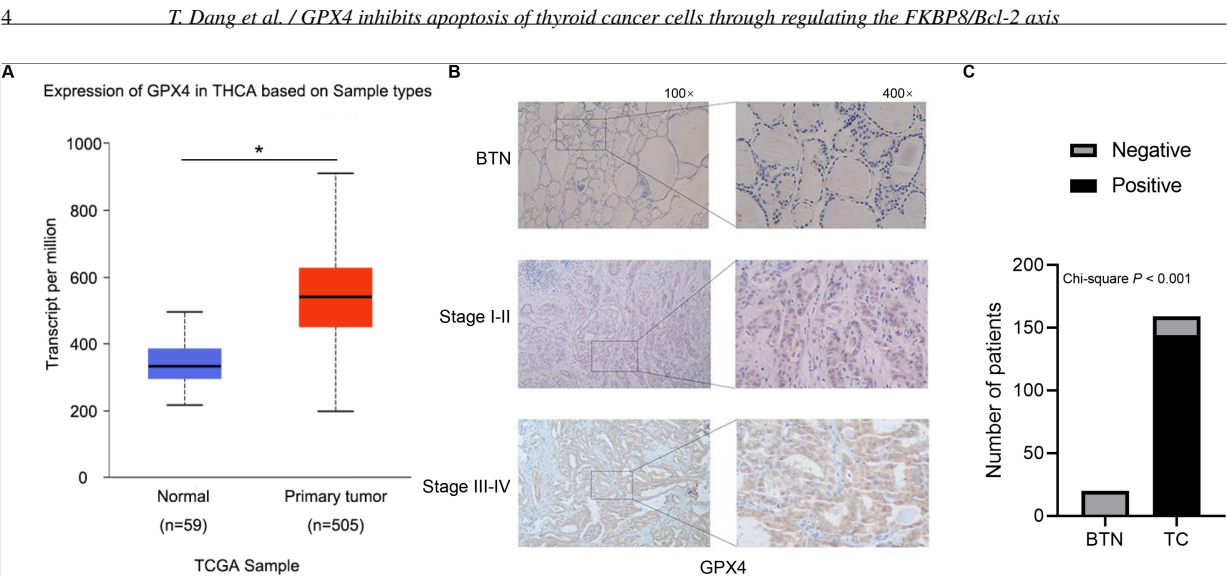 4
T. Dang et al. / GPX4 inhibits apoptosis of thyroid cancer cells through regulating the FKBP8/Bcl-2 axis
A
Expression of GPX4 in THCA based on Sample types
*
Transcript per million
1000
800
600
400
200
0
Normal
(n=59)
Primary tumor
(n=505)
TCGA Sample
B
100×
400×
BTN
Stage I-II
Stage III-IV
GPX4
C
Negative
Positive
Chi-square P < 0.001
Number of patients
200
150
100
50
0
BTN
TC